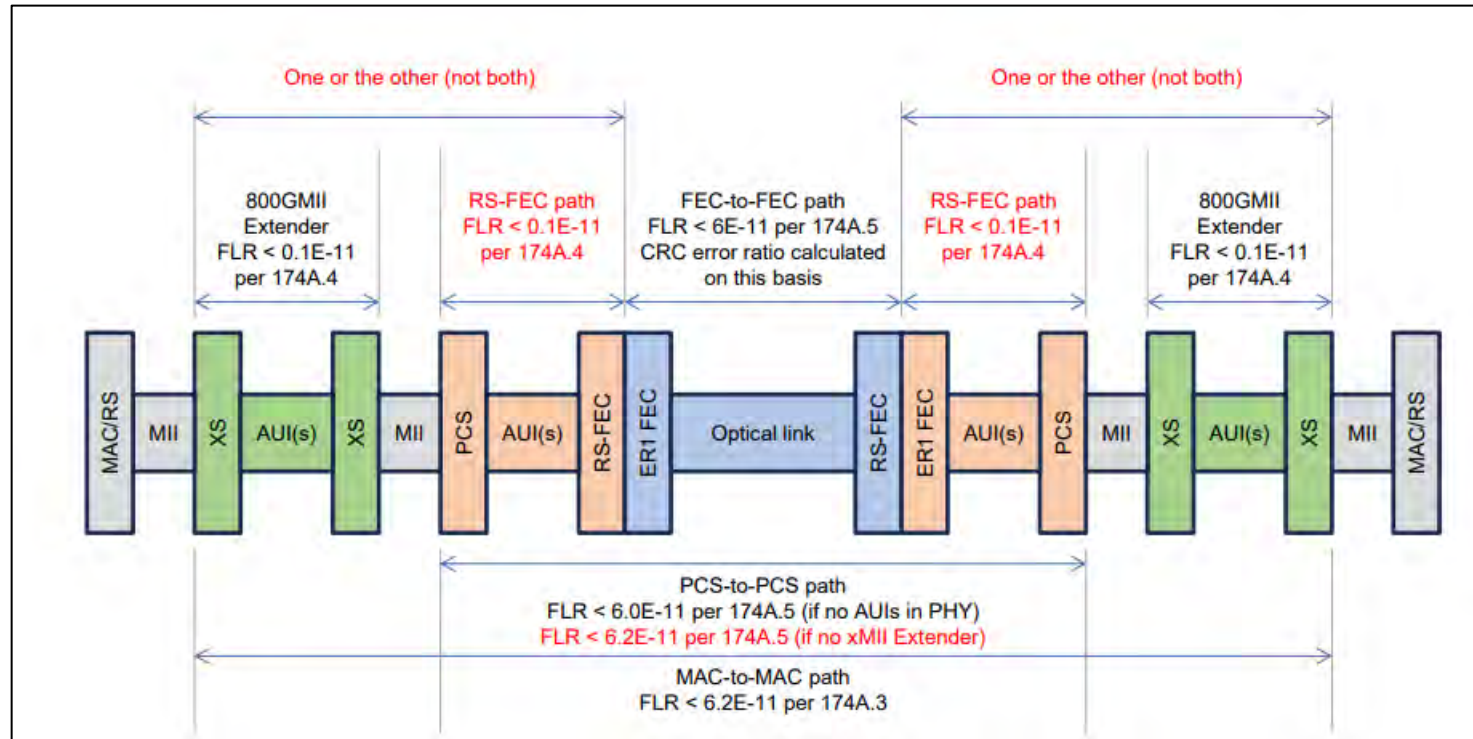 One or the other (not both)
One or the other (not both)
800GMII
Extender
FLR < 0.1E-11
per 174A.4
RS-FEC path
FLR < 0.1E-11
per 174A.4
FEC-to-FEC path
FLR < 6E-11 per 174A.5
CRC error ratio calculated
on this basis
RS-FEC path
FLR < 0.1E-11
per 174A.4
800GMII
Extender
FLR < 0.1E-11
per 174A.4
MAC/RS
MII
XS
AUI(s)
XS
MII
PCS
AUI(s)
RS-FEC
ER1 FEC
Optical link
RS-FEC
ER1 FEC
AUI(s)
PCS
MII
XS
AUI(s)
XS
MII
MAC/RS
PCS-to-PCS path
FLR < 6.0E-11 per 174A.5 (if no AUIs in PHY)
FLR < 6.2E-11 per 174A.5 (if no xMII Extender)
MAC-to-MAC path
FLR < 6.2E-11 per 174A.3